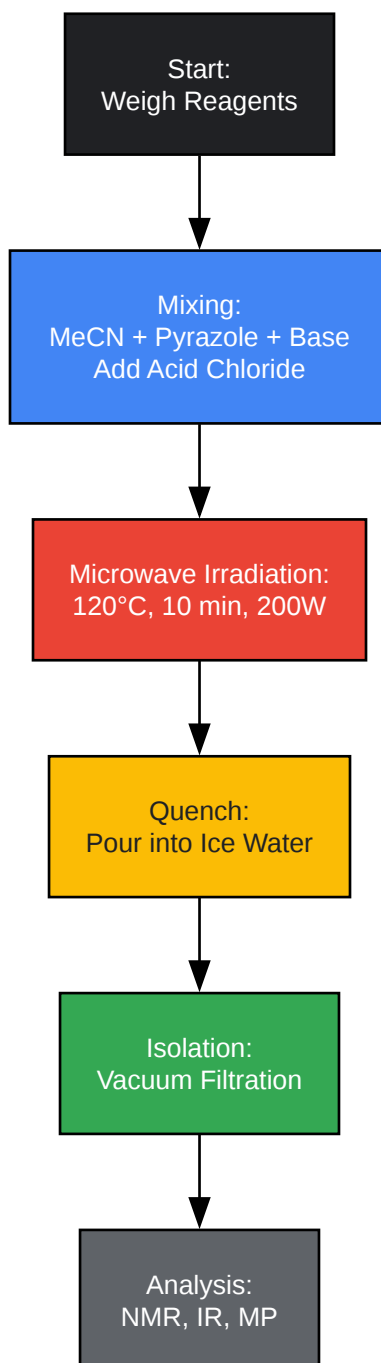 Start:
Weigh Reagents
Mixing:
MeCN + Pyrazole + Base
Add Acid Chloride
Microwave Irradiation:
120°C, 10 min, 200W
Quench:
Pour into Ice Water
Isolation:
Vacuum Filtration
Analysis:
NMR, IR, MP